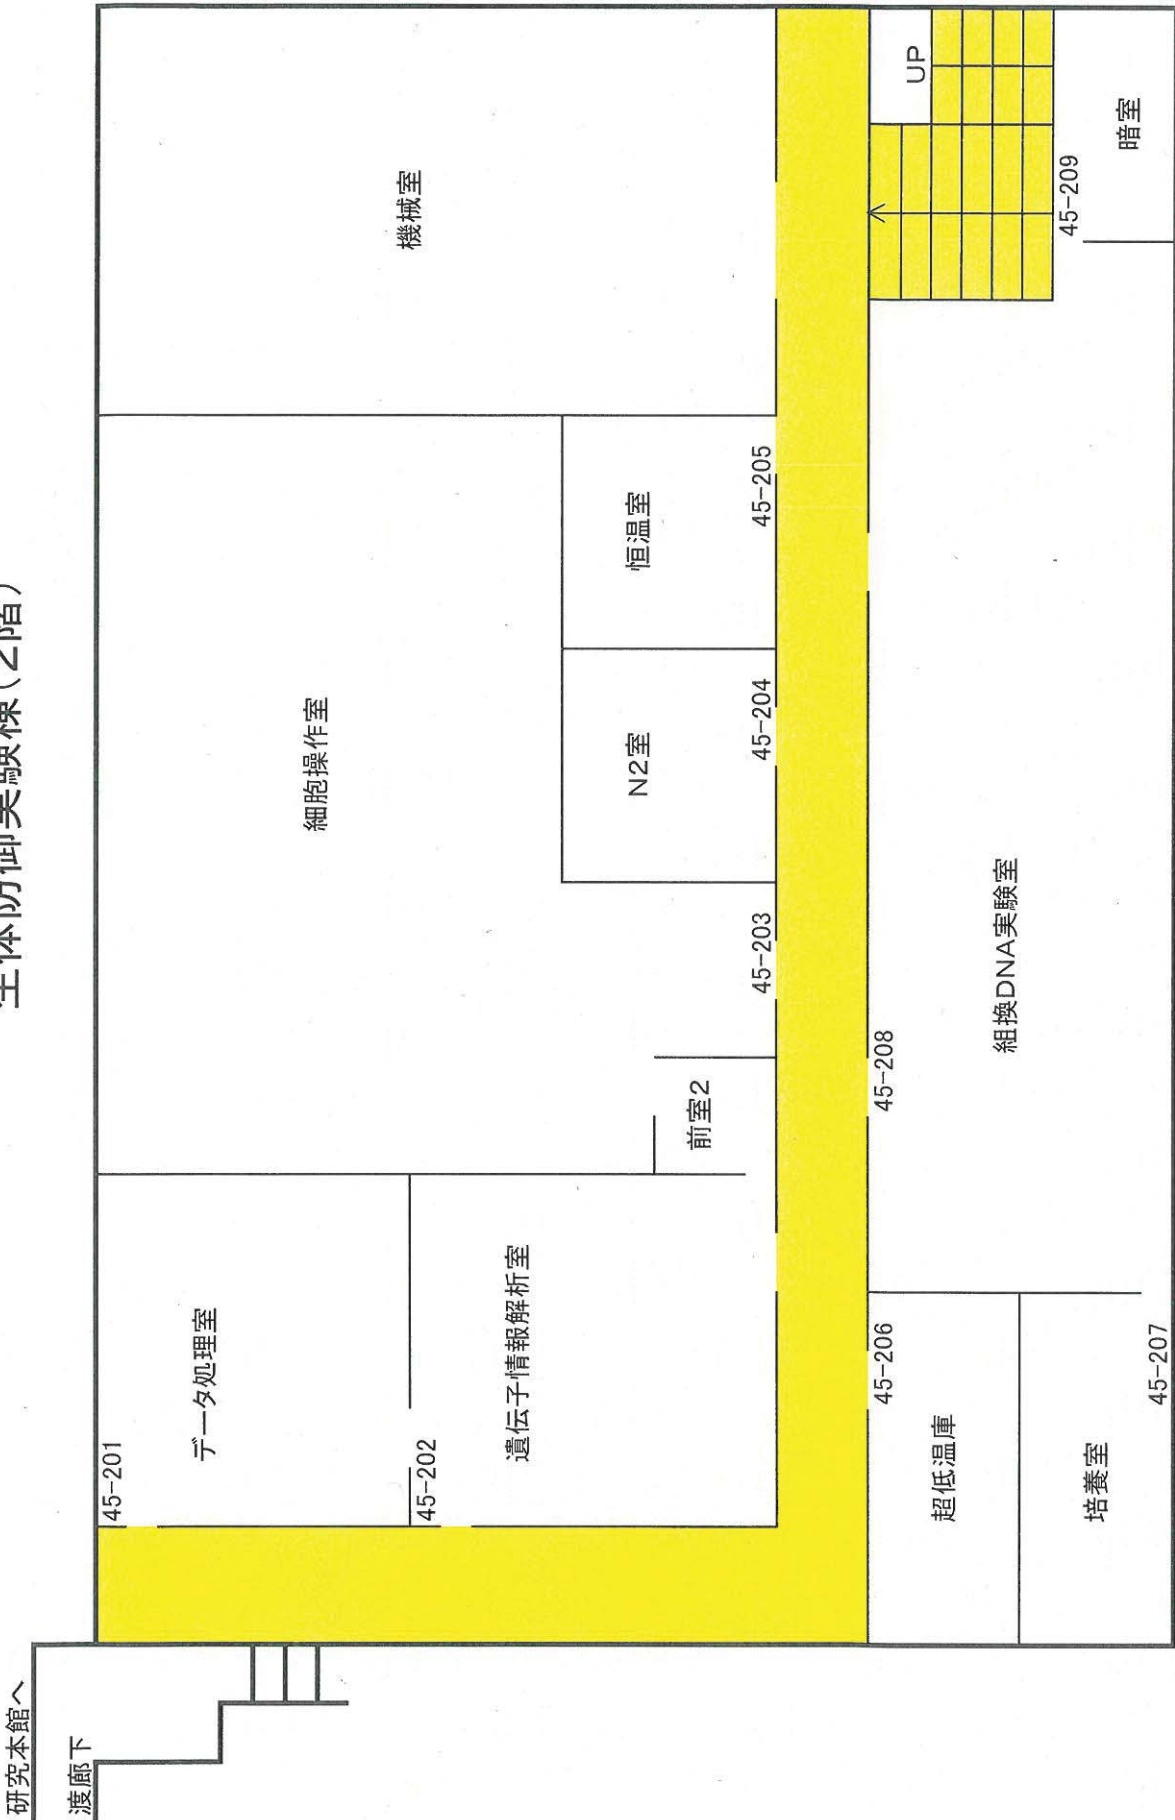 生体防御実験棟(2階)
研究本館へ
渡廊下
45-201
データ処理室
細胞操作室
機械室
45-202
遺伝子情報解析室
N2室
恒温室
前室2
45-203
45-204
45-205
45-206
45-208
UP
超低温庫
組換DNA実験室
45-209
培養室
暗室
45-207